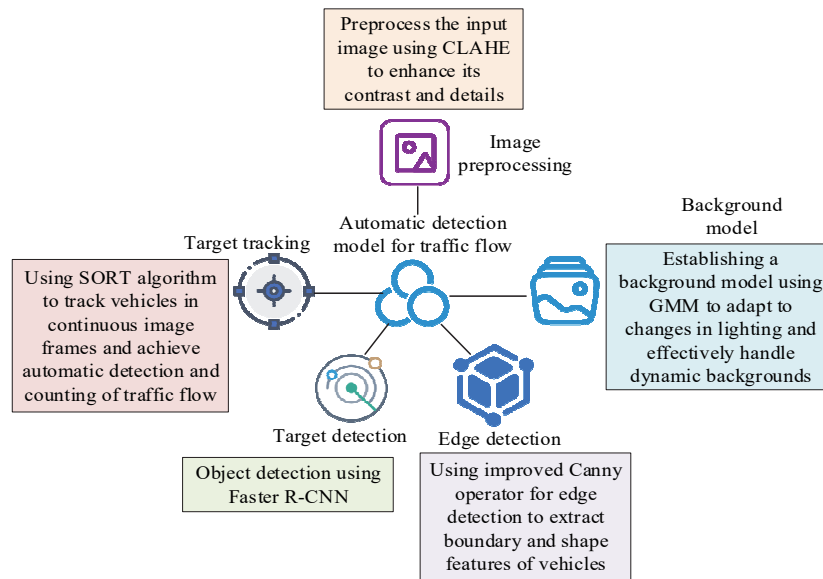 Preprocess the input
image using CLAHE
to enhance its
contrast and details
Image
preprocessing
Automatic detection
model for traffic flow
Background
model
Establishing a
background model using
GMM to adapt to
changes in lighting and
effectively handle
dynamic backgrounds
Target tracking
Using SORT algorithm
to track vehicles in
continuous image
frames and achieve
automatic detection and
counting of traffic flow
Target detection
Object detection using
Faster R-CNN
Edge detection
Using improved Canny
operator for edge
detection to extract
boundary and shape
features of vehicles